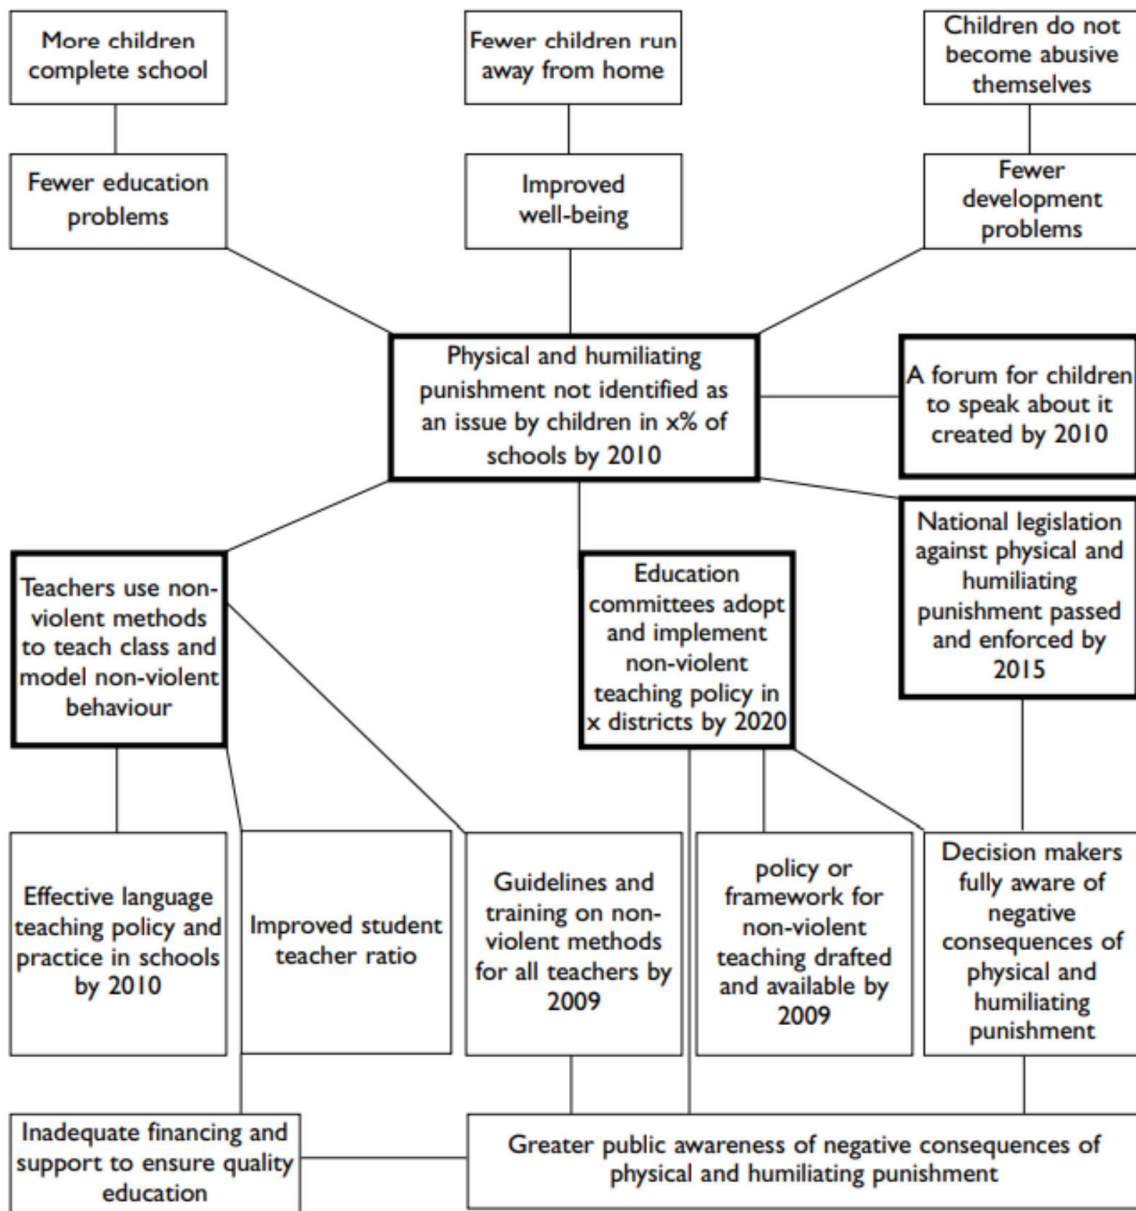 More children
complete school
Fewer children run
away from home
Children do not
become abusive
themselves
Fewer education
problems
Improved
well-being
Fewer
development
problems
Physical and humiliating
punishment not identified as
an issue by children in x% of
schools by 2010
A forum for children
to speak about it
created by 2010
National legislation
against physical and
humiliating
punishment passed
and enforced by
2015
Teachers use non-
violent methods
to teach class and
model non-violent
behaviour
Education
committees adopt
and implement
non-violent
teaching policy in
x districts by 2020
Effective language
teaching policy and
practice in schools
by 2010
Improved student
teacher ratio
Guidelines and
training on non-
violent methods
for all teachers by
2009
policy or
framework for
non-violent
teaching drafted
and available by
2009
Decision makers
fully aware of
negative
consequences of
physical and
humiliating
punishment
Inadequate financing and
support to ensure quality
education
Greater public awareness of negative consequences of
physical and humiliating punishment